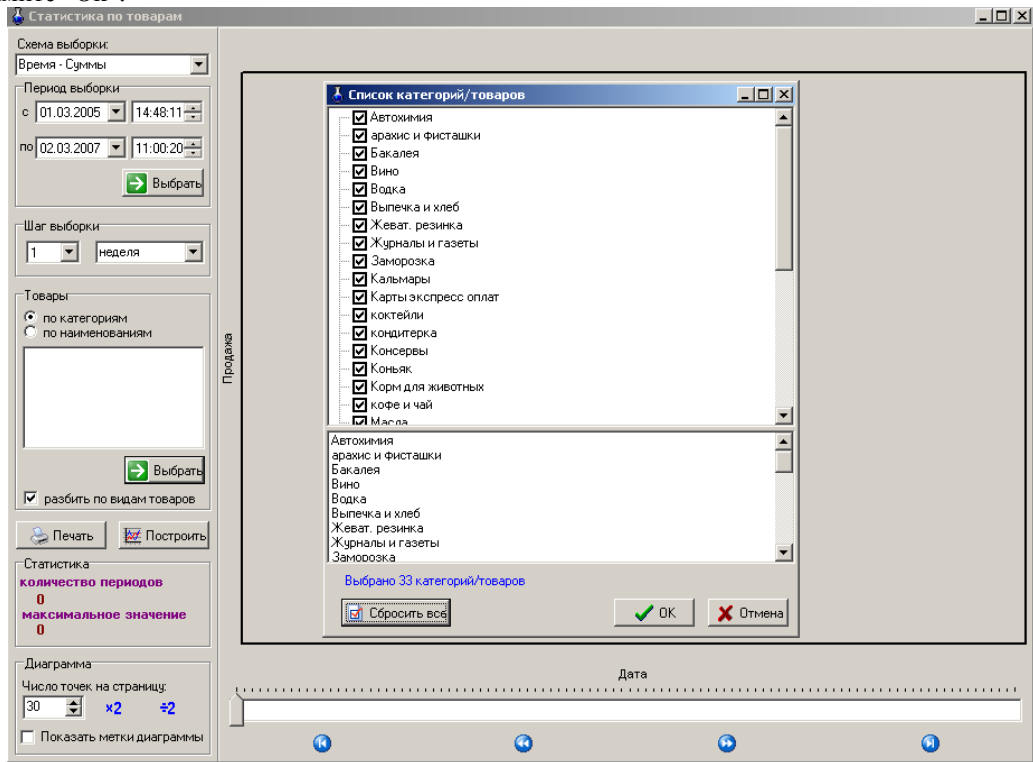 Статистика по товарам
Схема выборки:
Время - Суммы
Период выборки
с 01.03.2005 14:48:11
по 02.03.2007 11:00:20
Выбрать
Шаг выборки
1 неделя
Товары
по категориям
по наименованиям
Выбрать
разбить по видам товаров
Печать Построить
Статистика
количество периодов
0
максимальное значение
0
Диаграмма
Число точек на страницу:
30 ×2 ÷2
Показать метки диаграммы
Продажа
Список категорий/товаров
Автохимия
арахис и фисташки
Бакалея
Вино
Водка
Выпечка и хлеб
Жеват. резинка
Журналы и газеты
Заморозка
Кальмары
Карты экспресс оплат
коктейли
кондитерка
Консервы
Коньяк
Корм для животных
кофе и чай
Масла
Автохимия
арахис и фисташки
Бакалея
Вино
Водка
Выпечка и хлеб
Жеват. резинка
Журналы и газеты
Заморозка
Выбрано 33 категорий/товаров
Сбросить всё OK Отмена
Дата